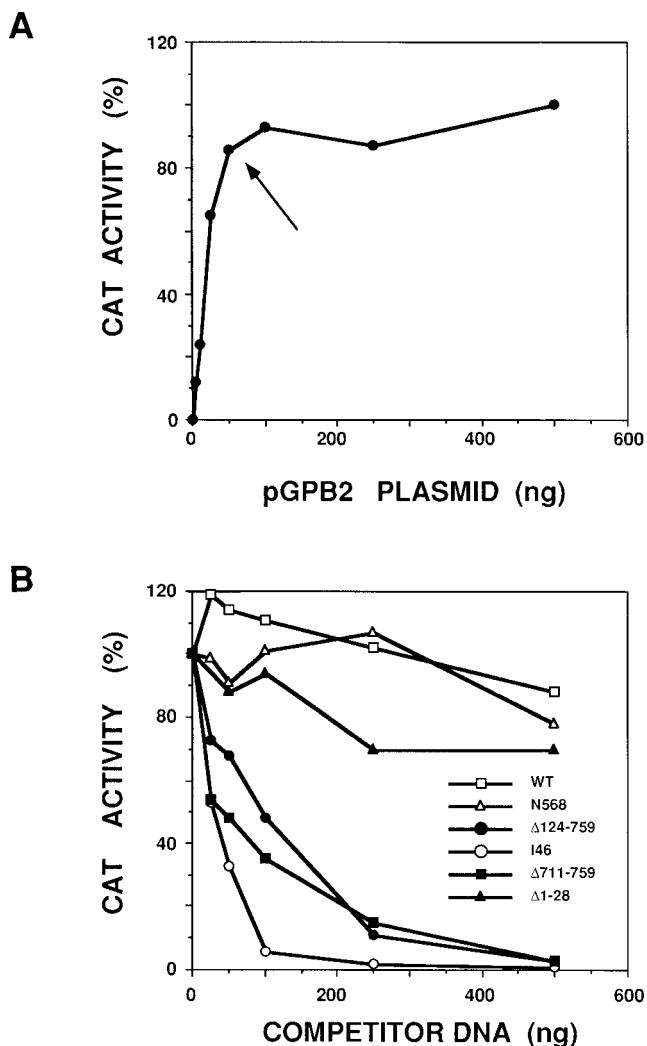 A
CAT ACTIVITY (%)
120
80
40
0
0 200 400 600
pGPB2 PLASMID (ng)
B
CAT ACTIVITY (%)
120
80
40
0
WT
N568
Δ124-759
I46
Δ711-759
Δ1-28
0 200 400 600
COMPETITOR DNA (ng)